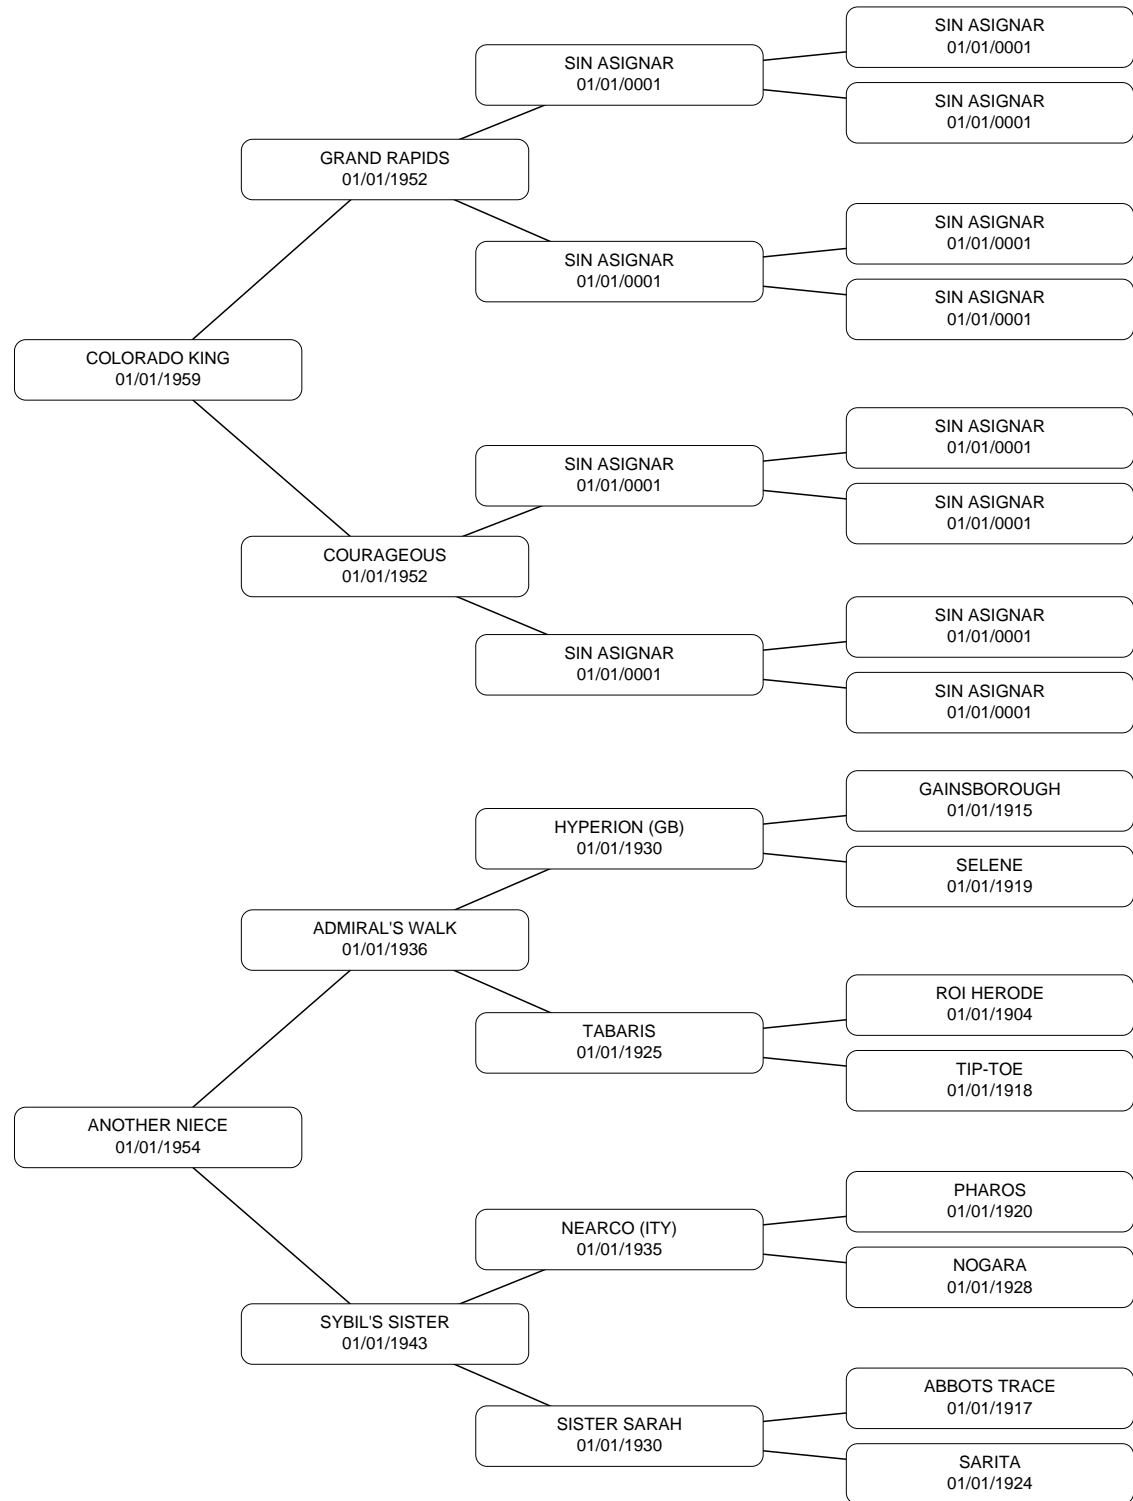 SIN ASIGNAR
01/01/0001
SIN ASIGNAR
01/01/0001
SIN ASIGNAR
01/01/0001
GRAND RAPIDS
01/01/1952
SIN ASIGNAR
01/01/0001
SIN ASIGNAR
01/01/0001
SIN ASIGNAR
01/01/0001
COLORADO KING
01/01/1959
SIN ASIGNAR
01/01/0001
SIN ASIGNAR
01/01/0001
SIN ASIGNAR
01/01/0001
COURAGEOUS
01/01/1952
SIN ASIGNAR
01/01/0001
SIN ASIGNAR
01/01/0001
SIN ASIGNAR
01/01/0001
GAINSBOROUGH
01/01/1915
HYPERION (GB)
01/01/1930
SELENE
01/01/1919
ADMIRAL'S WALK
01/01/1936
ROI HERODE
01/01/1904
TABARIS
01/01/1925
TIP-TOE
01/01/1918
ANOTHER NIECE
01/01/1954
PHAROS
01/01/1920
NEARCO (ITY)
01/01/1935
NOGARA
01/01/1928
SYBIL'S SISTER
01/01/1943
ABBOTS TRACE
01/01/1917
SISTER SARAH
01/01/1930
SARITA
01/01/1924